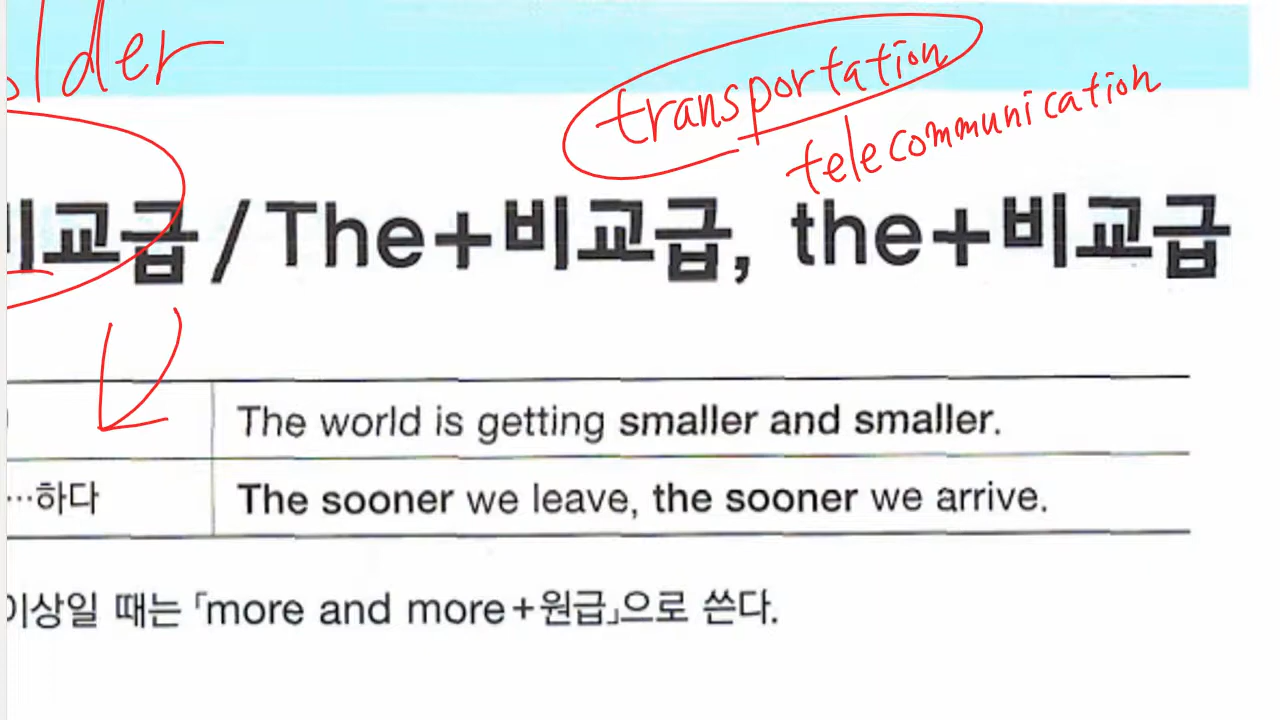 older
transportation
telecommunication
비교급 / The+비교급, the+비교급
The world is getting smaller and smaller.
…하다 The sooner we leave, the sooner we arrive.
이상일 때는 「more and more+원급」으로 쓴다.